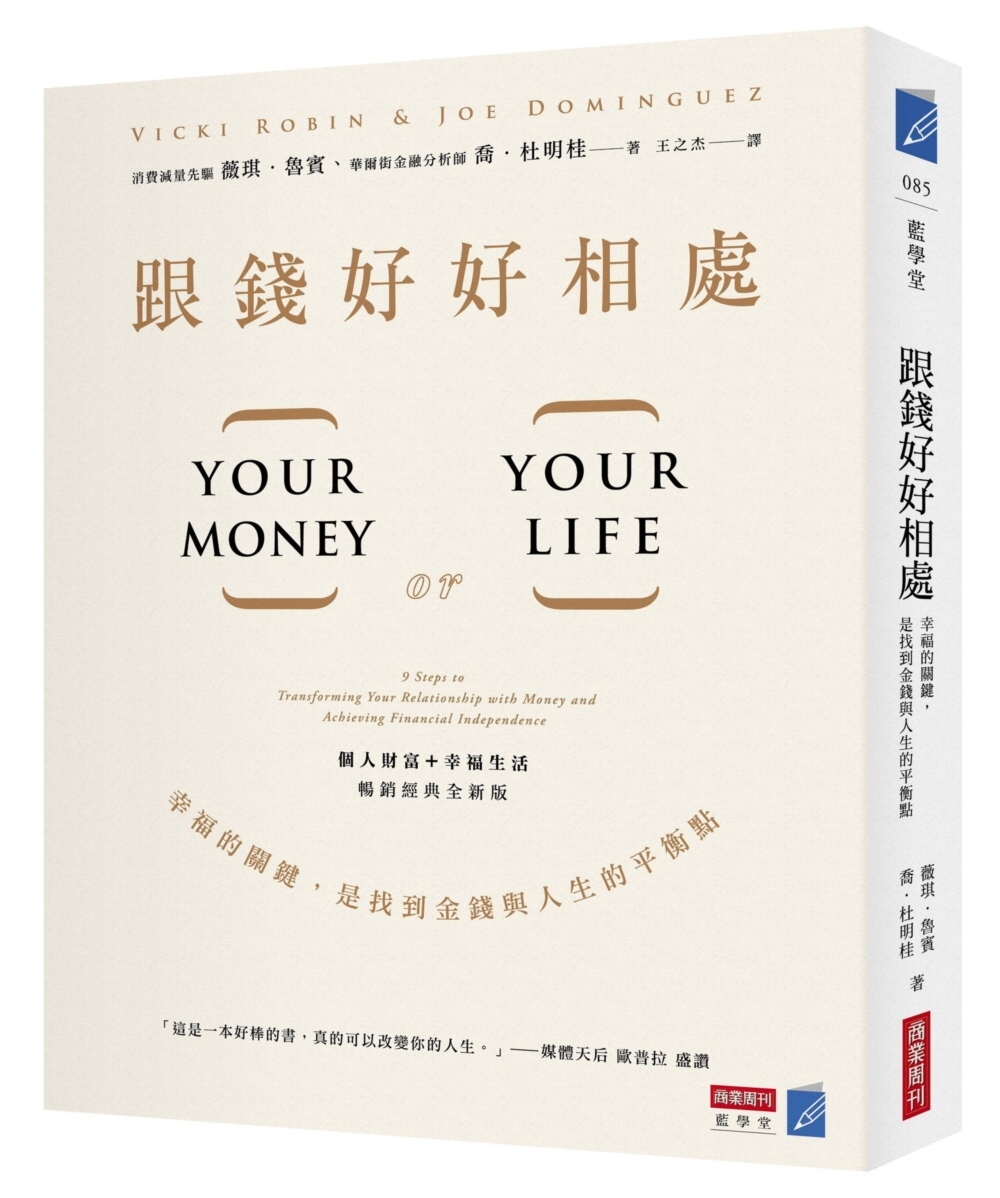 VICKI ROBIN & JOE DOMINGUEZ
消費減量先驅 薇琪·魯賓、華爾街金融分析師 喬·杜明桂——著 王之杰——譯
跟錢好好相處
YOUR
MONEY
or
YOUR
LIFE
9 Steps to
Transforming Your Relationship with Money and
Achieving Financial Independence
個人財富+幸福生活
暢銷經典全新版
幸福的關鍵，是找到金錢與人生的平衡點
「這是一本好棒的書，真的可以改變你的人生。」——媒體天后 歐普拉 盛讚
商業周刊
藍學堂
085
藍學堂
跟錢好好相處
幸福的關鍵，
是找到金錢與人生的平衡點
薇琪·魯賓
喬·杜明桂 著
商業周刊